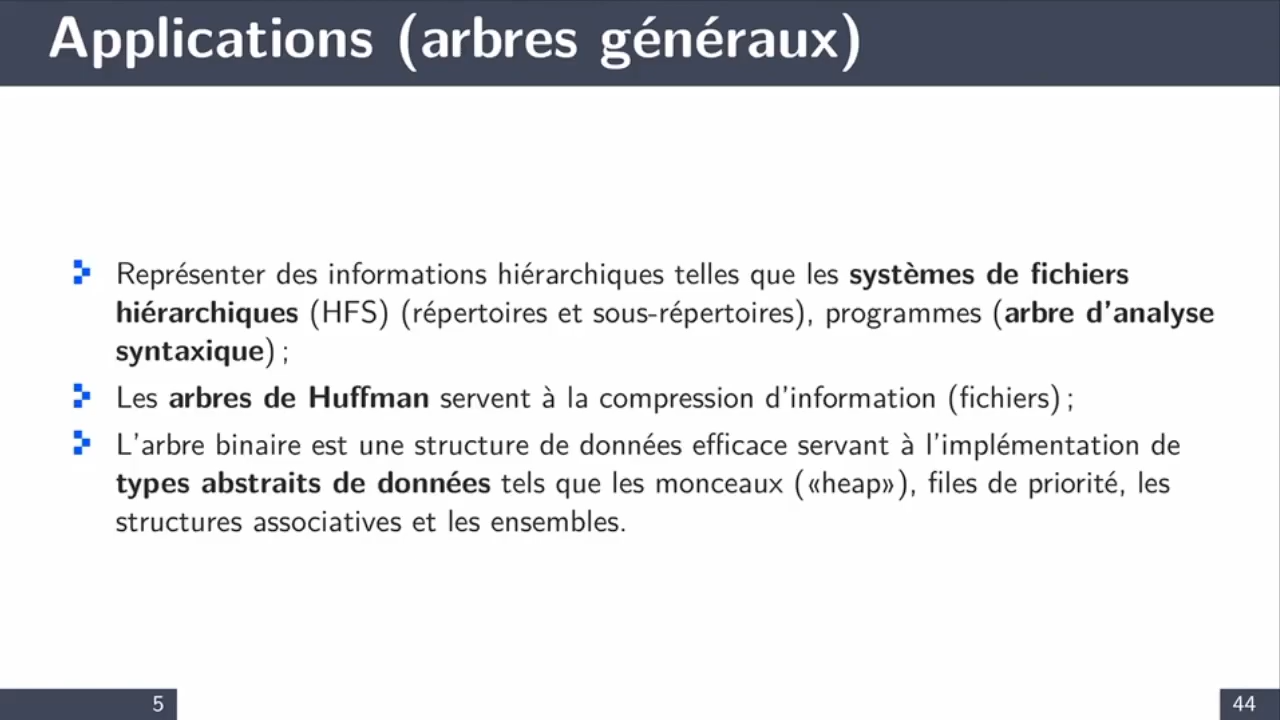 Applications (arbres généraux)
Représenter des informations hiérarchiques telles que les systèmes de fichiers
hiérarchiques (HFS) (répertoires et sous-répertoires), programmes (arbre d'analyse
syntaxique) ;
Les arbres de Huffman servent à la compression d'information (fichiers) ;
L'arbre binaire est une structure de données efficace servant à l'implémentation de
types abstraits de données tels que les monceaux («heap»), files de priorité, les
structures associatives et les ensembles.
5
44